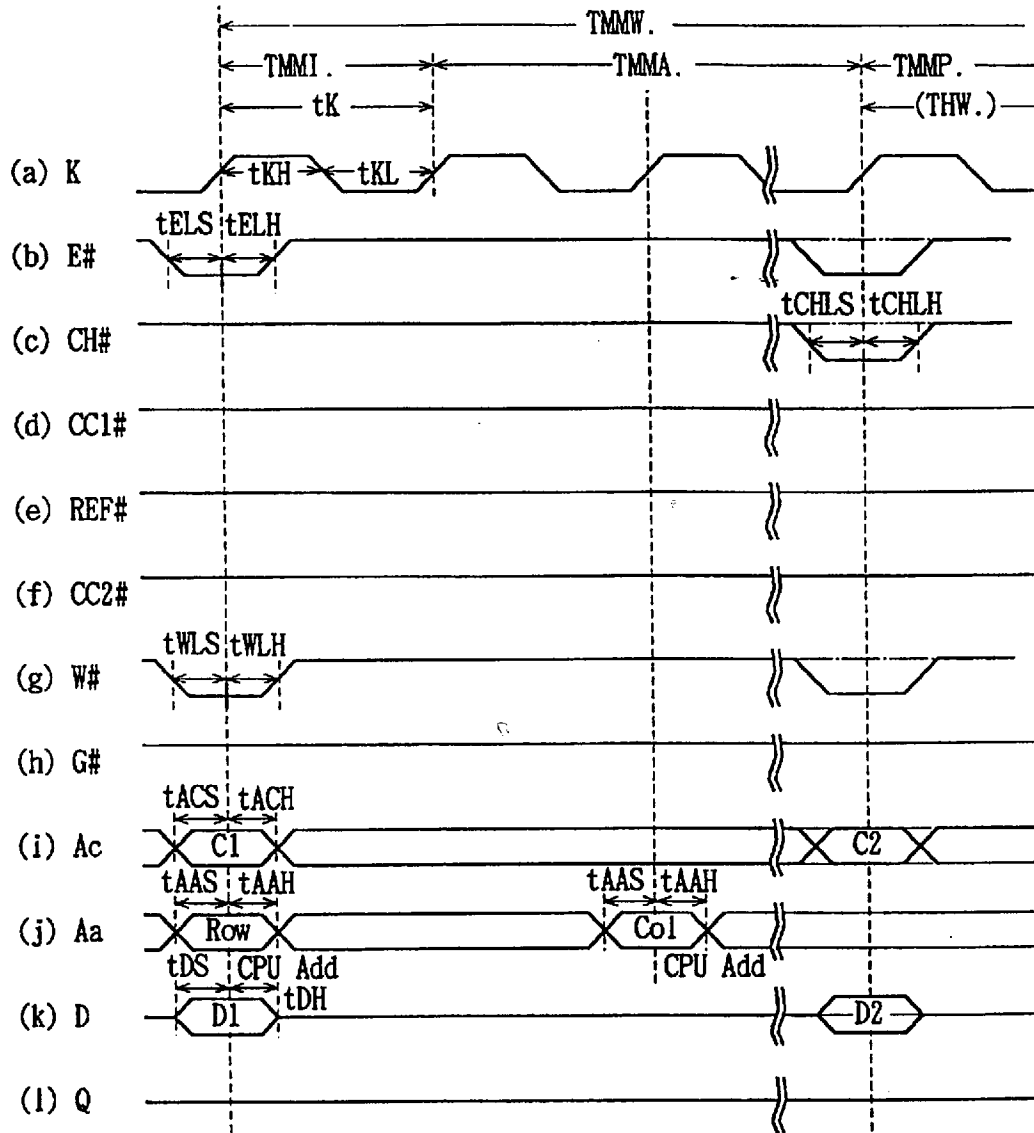 TMMW.
TMMI. TMMA. TMMP.
tK (THW.)
(a) K tKH tKL
tELS tELH
(b) E#
tCHLS tCHLH
(c) CH#
(d) CC1#
(e) REF#
(f) CC2#
tWLS tWLH
(g) W#
(h) G#
tACS tACH
(i) Ac C1 C2
tAAS tAAH tAAS tAAH
(j) Aa Row Col
tDS CPU Add CPU Add
tDH
(k) D D1 D2
(l) Q